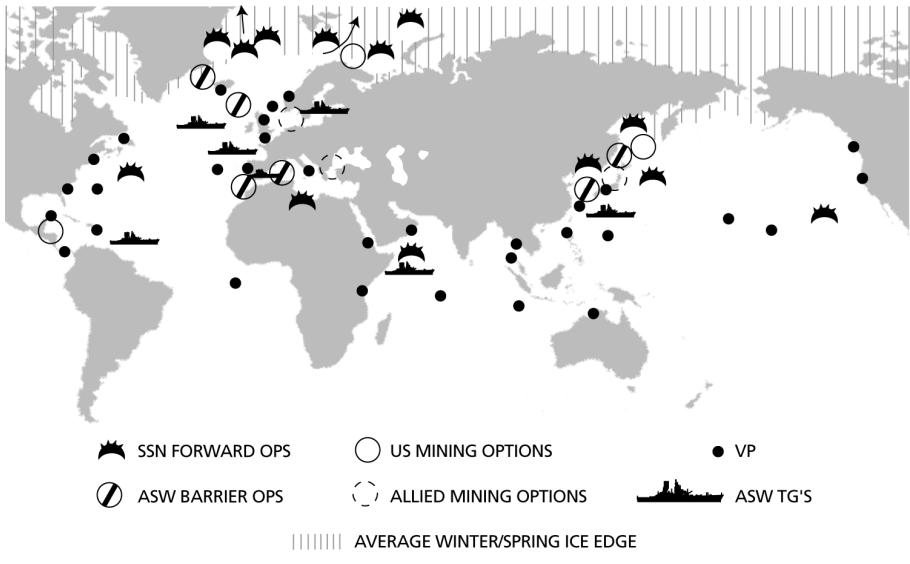 SSN FORWARD OPS
US MINING OPTIONS
VP
ASW BARRIER OPS
ALLIED MINING OPTIONS
ASW TG'S
AVERAGE WINTER/SPRING ICE EDGE